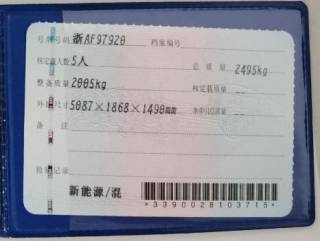 号牌号码 浙AF97920 档案编号
核定载人数 5人 总质量 2495kg
整备质量 2005kg 核定载质量 --
外廓尺寸 5087×1868×1490mm 准牵引总质量 --
备注
检验记录
新能源/混
*3390028103715*